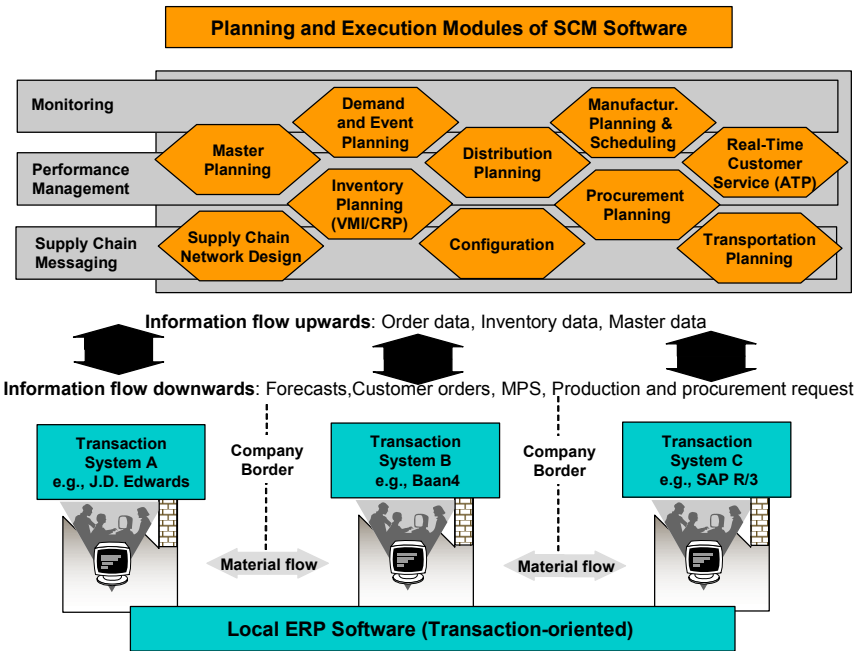 Planning and Execution Modules of SCM Software
Monitoring
Performance
Management
Supply Chain
Messaging
Master
Planning
Demand
and Event
Planning
Distribution
Planning
Manufactur.
Planning &
Scheduling
Real-Time
Customer
Service (ATP)
Supply Chain
Network Design
Inventory
Planning
(VMI/CRP)
Configuration
Procurement
Planning
Transportation
Planning
Information flow upwards: Order data, Inventory data, Master data
Information flow downwards: Forecasts,Customer orders, MPS, Production and procurement request
Transaction
System A
e.g., J.D. Edwards
Company
Border
Transaction
System B
e.g., Baan4
Company
Border
Transaction
System C
e.g., SAP R/3
Material flow
Material flow
Local ERP Software (Transaction-oriented)